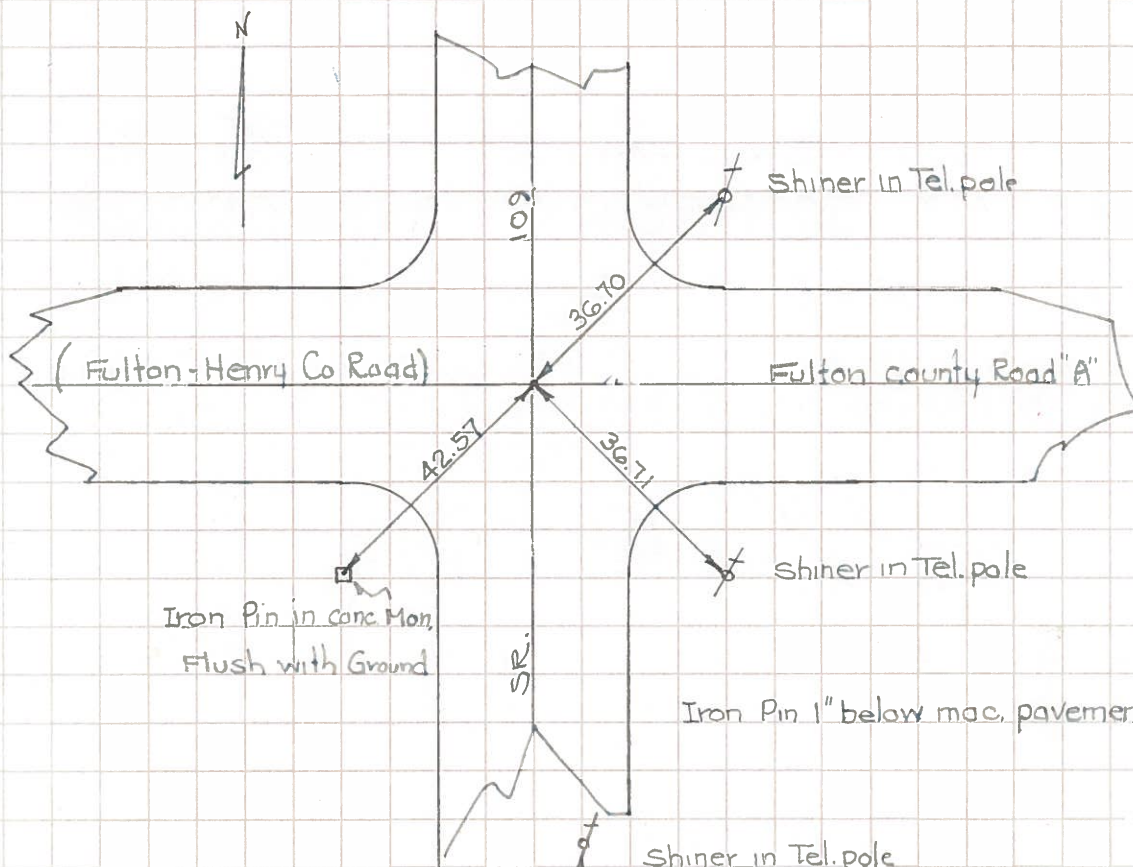 N
Shiner in Tel. pole
109
36.70
( Fulton-Henry Co Road)
Fulton county Road "A"
42.57
36.71
Shiner in Tel. pole
Iron Pin in conc Mon.
Flush with Ground
SR.
Iron Pin 1" below mac. pavemen
Shiner in Tel. pole